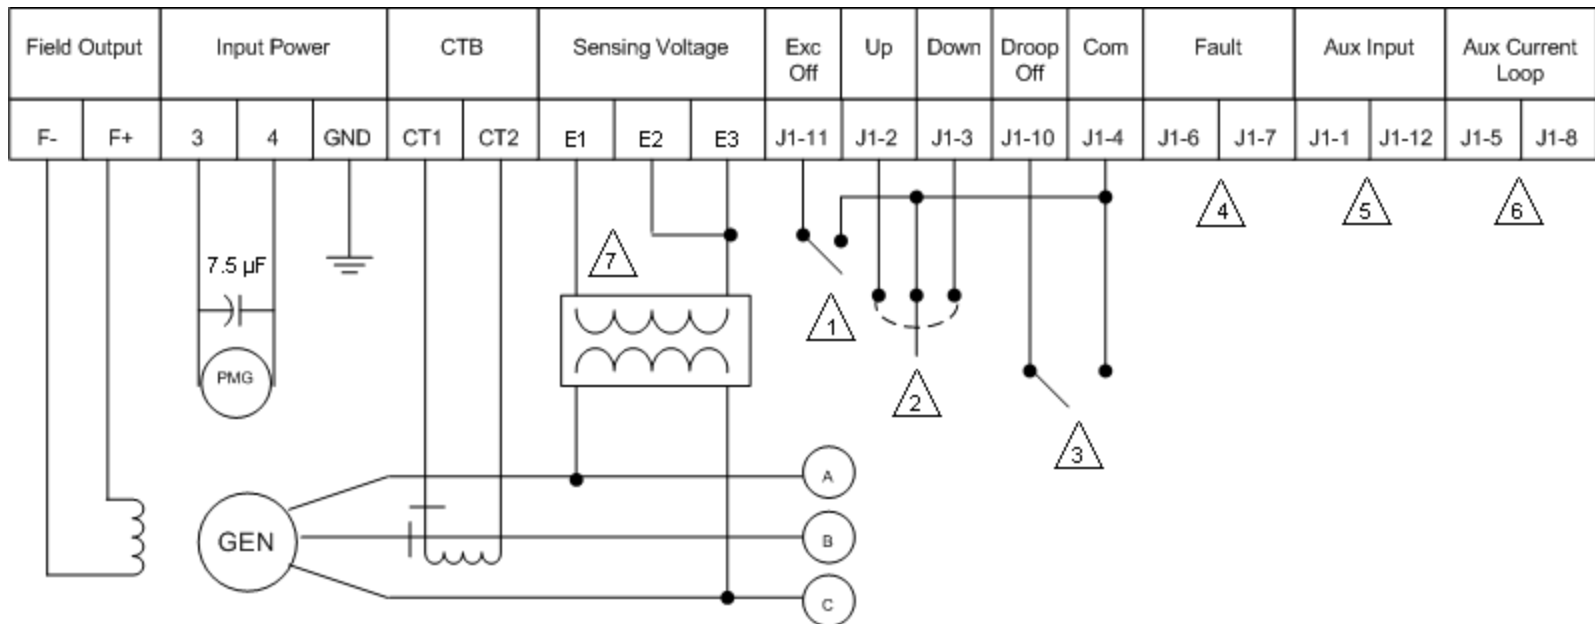 Field Output Input Power CTB Sensing Voltage Exc Off Up Down Droop Off Com Fault Aux Input Aux Current Loop
F- F+ 3 4 GND CT1 CT2 E1 E2 E3 J1-11 J1-2 J1-3 J1-10 J1-4 J1-6 J1-7 J1-1 J1-12 J1-5 J1-8
4 5 6
7
7.5 µF
1
PMG
2
3
A
GEN
B
C